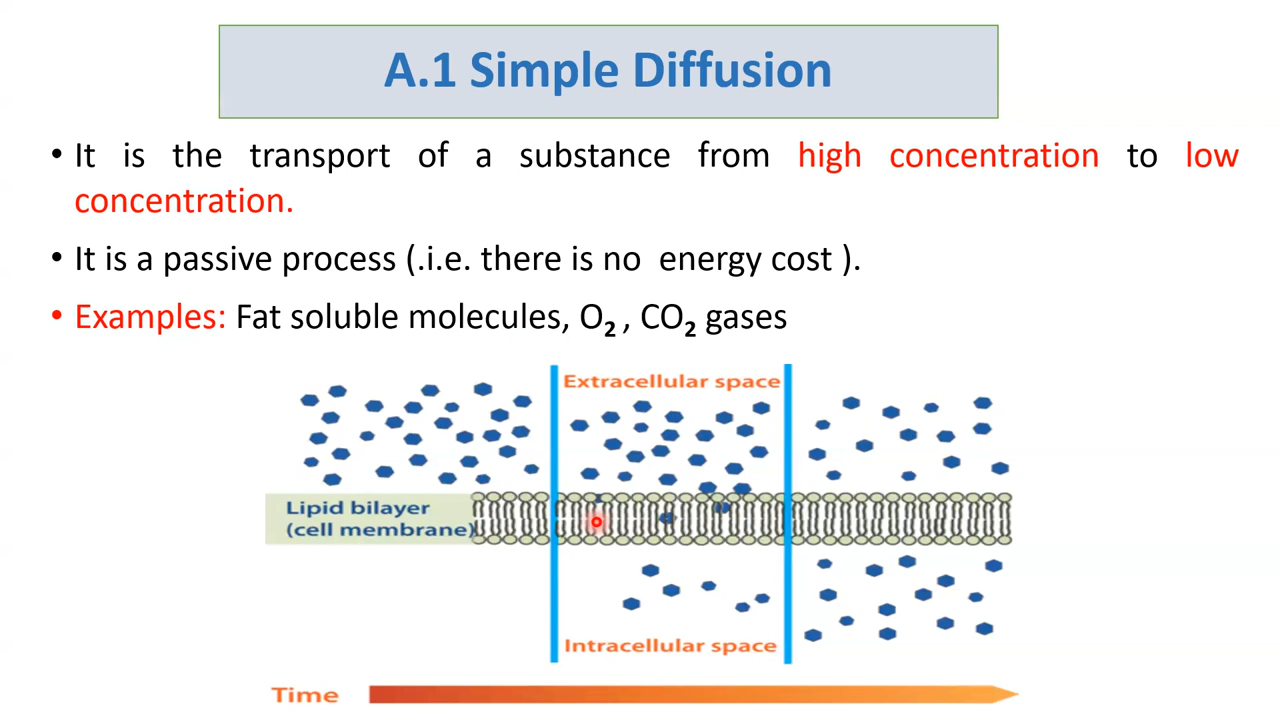 A.1 Simple Diffusion
• It is the transport of a substance from high concentration to low
concentration.
• It is a passive process (.i.e. there is no energy cost ).
• Examples: Fat soluble molecules, O₂ , CO₂ gases
Extracellular space
Lipid bilayer
(cell membrane)
Intracellular space
Time